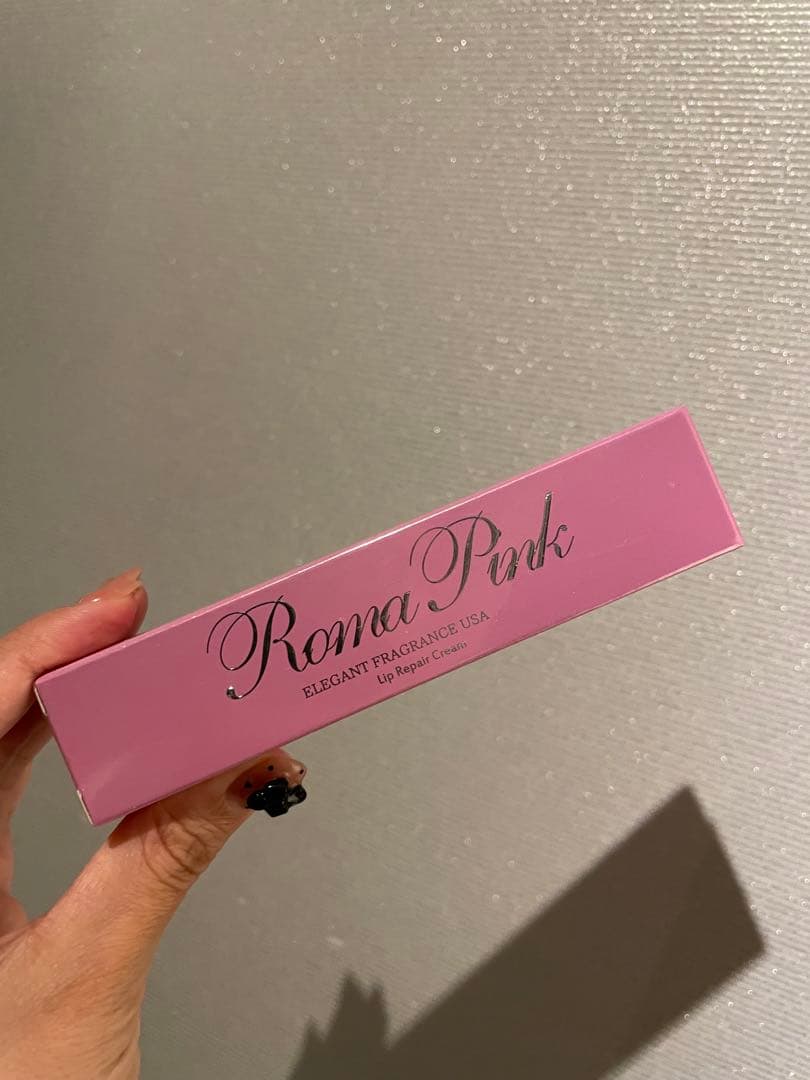 Roma Pink
ELEGANT FRAGRANCE USA
Lip Repair Cream